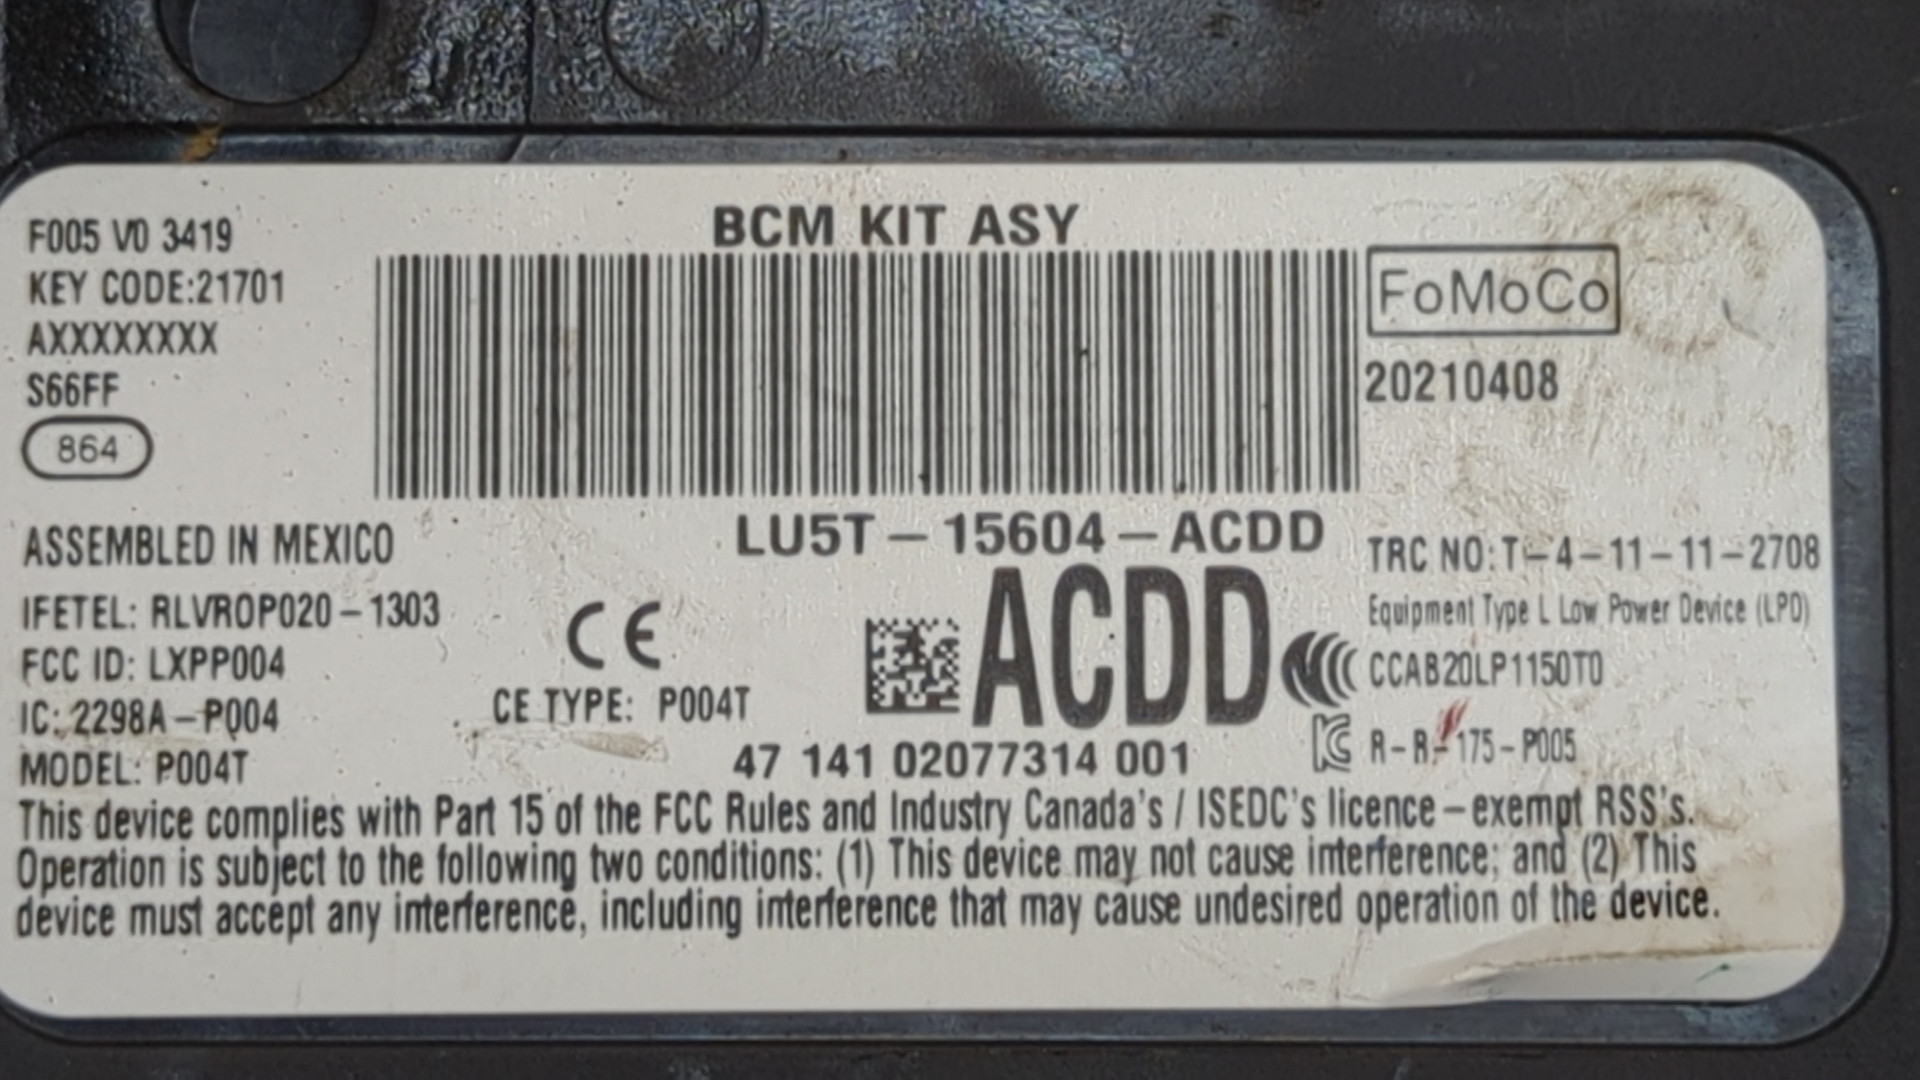 BCM KIT ASY
F005 V0 3419
KEY CODE:21701
AXXXXXXXX
S66FF
864
FoMoCo
20210408
ASSEMBLED IN MEXICO
LU5T-15604-ACDD
TRC NO: T-4-11-11-2708
IFETEL: RLVROP020-1303
CE
ACDD
Equipment Type L Low Power Device (LPD)
FCC ID: LXPP004
CCAB20LP1150T0
IC: 2298A-P004
CE TYPE: P004T
R-R-175-P005
MODEL: P004T
47 141 02077314 001
This device complies with Part 15 of the FCC Rules and Industry Canada's / ISEDC's licence-exempt RSS's.
Operation is subject to the following two conditions: (1) This device may not cause interference; and (2) This
device must accept any interference, including interference that may cause undesired operation of the device.